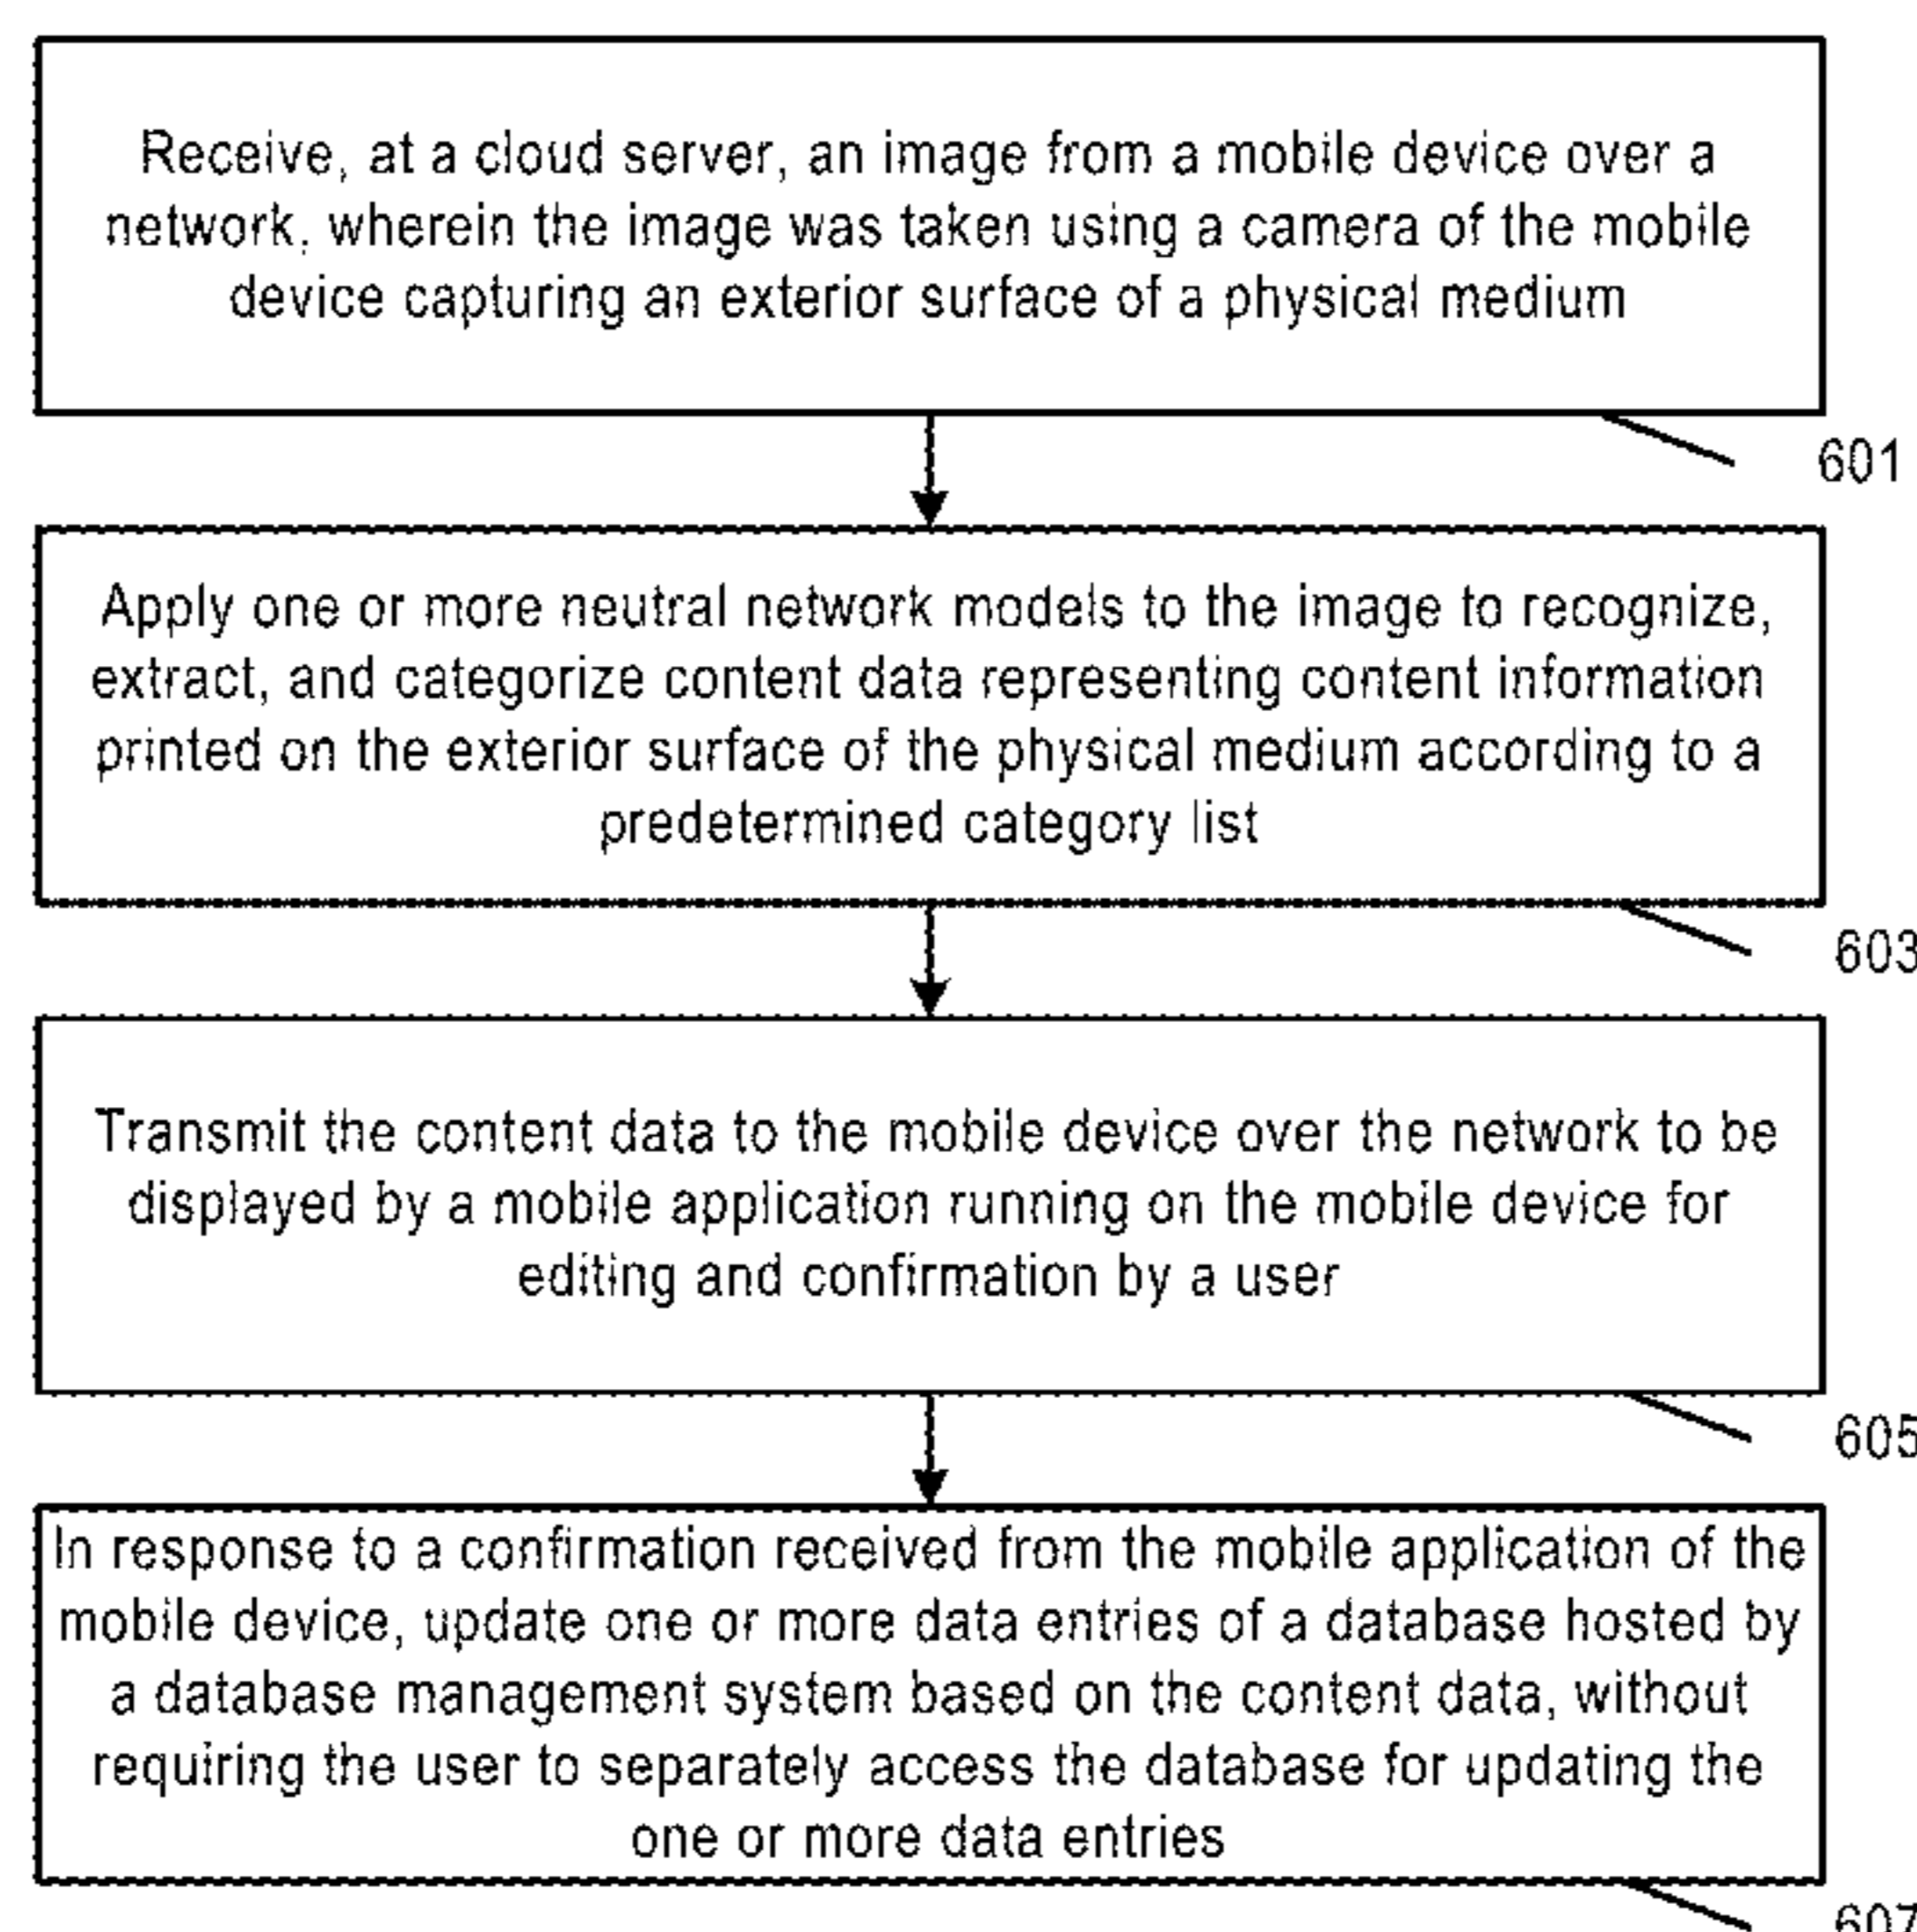 Receive, at a cloud server, an image from a mobile device over a
network, wherein the image was taken using a camera of the mobile
device capturing an exterior surface of a physical medium
601
Apply one or more neutral network models to the image to recognize,
extract, and categorize content data representing content information
printed on the exterior surface of the physical medium according to a
predetermined category list
603
Transmit the content data to the mobile device over the network to be
displayed by a mobile application running on the mobile device for
editing and confirmation by a user
605
In response to a confirmation received from the mobile application of the
mobile device, update one or more data entries of a database hosted by
a database management system based on the content data, without
requiring the user to separately access the database for updating the
one or more data entries
607